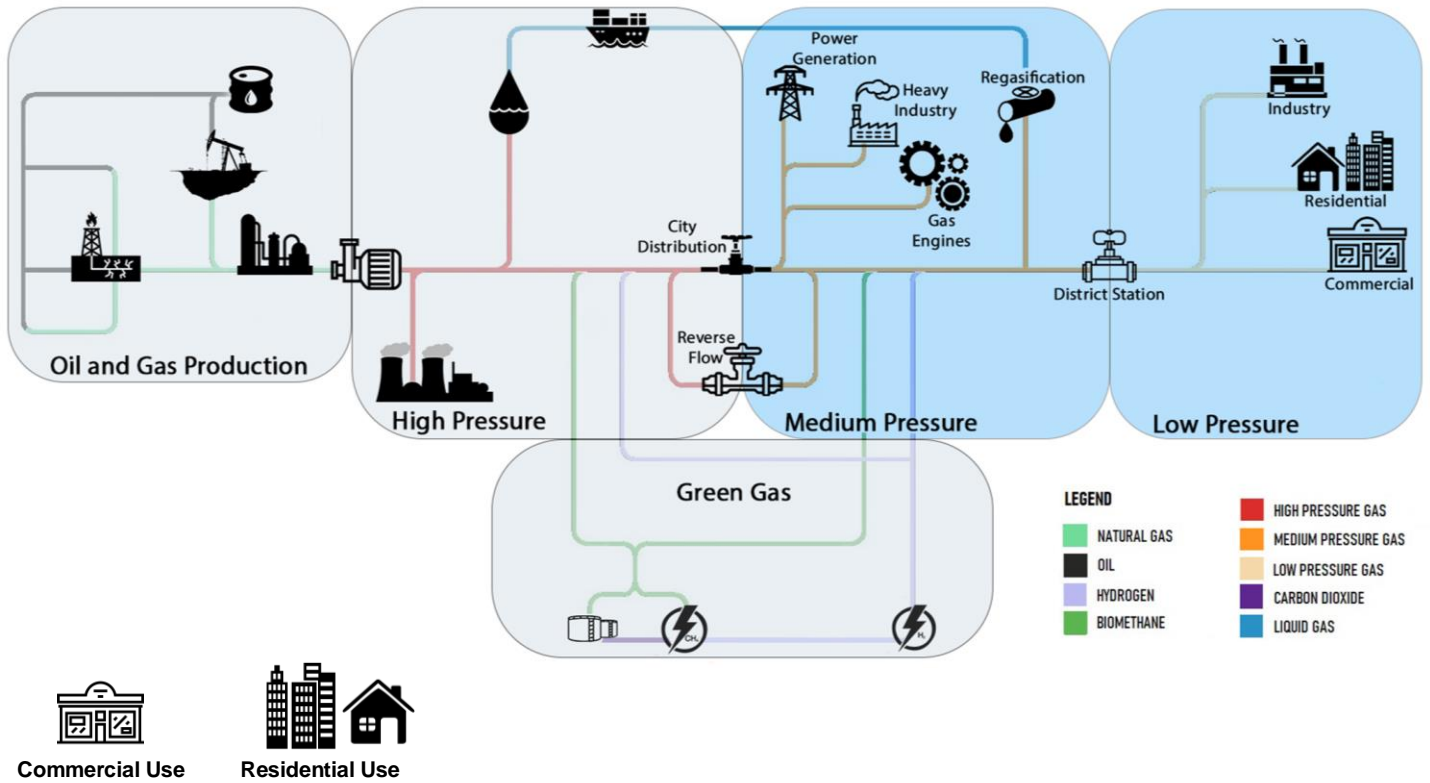 Power
Generation
Heavy
Industry
Regasification
Industry
Residential
Gas
Engines
City
Distribution
District Station
Commercial
Reverse
Flow
Oil and Gas Production
High Pressure
Medium Pressure
Low Pressure
Green Gas
CH₄
H₂
LEGEND
NATURAL GAS
OIL
HYDROGEN
BIOMETHANE
HIGH PRESSURE GAS
MEDIUM PRESSURE GAS
LOW PRESSURE GAS
CARBON DIOXIDE
LIQUID GAS
Commercial Use
Residential Use